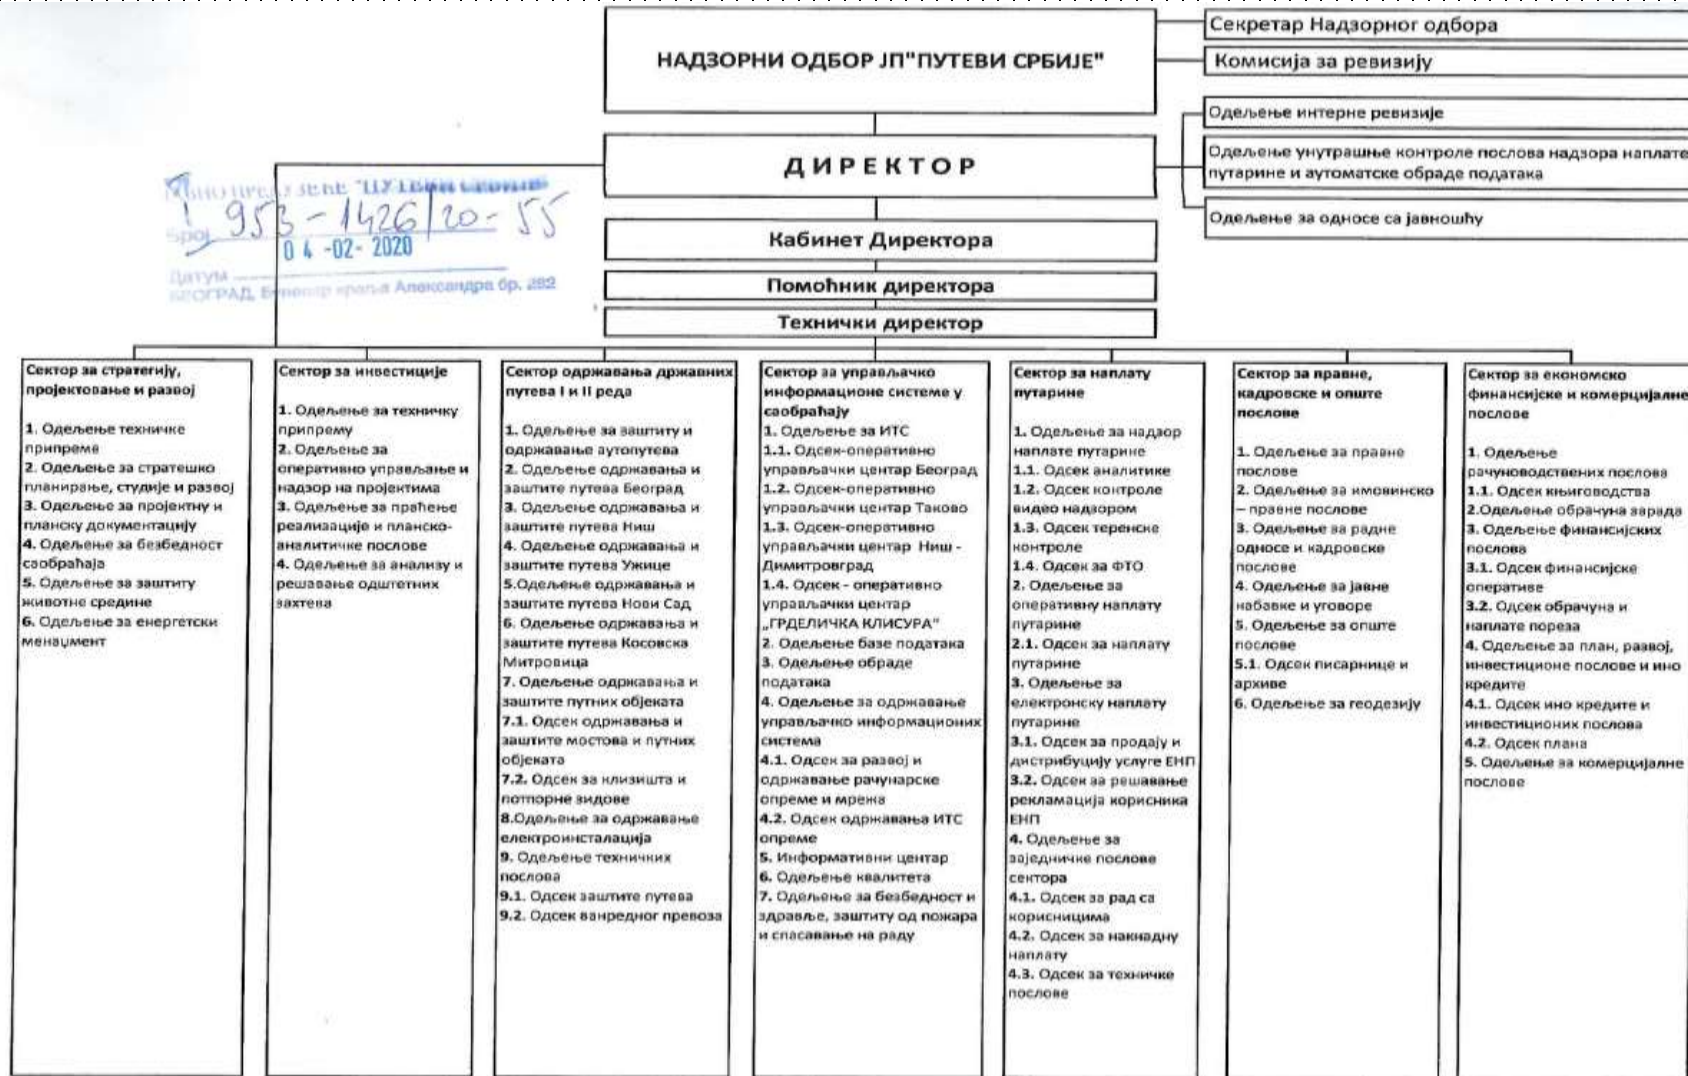 НАДЗОРНИ ОДБОР ЈП"ПУТЕВИ СРБИЈЕ"
Секретар Надзорног одбора
Комисија за ревизију
ДИРЕКТОР
Одељење интерне ревизије
Одељење унутрашње контроле послова надзора наплате
путарине и аутоматске обраде података
Одељење за односе са јавношћу
953-1426/20-55
04-02-2020
Датум
БЕОГРАД, Булевар краља Александра бр. 282
Кабинет Директора
Помоћник директора
Технички директор
Сектор за стратегију,
пројектовање и развој
1. Одељење техничке
припреме
2. Одељење за стратешко
планирање, студије и развој
3. Одељење за пројектну и
планску документацију
4. Одељење за безбедност
саобраћаја
5. Одељење за заштиту
животне средине
6. Одељење за енергетски
менаџмент
Сектор за инвестиције
1. Одељење за техничку
припрему
2. Одељење за
оперативно управљање и
надзор на пројектима
3. Одељење за праћење
реализације и планско-
аналитичке послове
4. Одељење за анализу и
решавање одштетних
захтева
Сектор одржавања државних
путева I и II реда
1. Одељење за заштиту и
одржавање аутопутева
2. Одељење одржавања и
заштите путева Београд
3. Одељење одржавања и
заштите путева Ниш
4. Одељење одржавања и
заштите путева Ужице
5.Одељење одржавања и
заштите путева Нови Сад
6. Одељење одржавања и
заштите путева Косовска
Митровица
7. Одељење одржавања и
заштите путних објеката
7.1. Одсек одржавања и
заштите мостова и путних
објеката
7.2. Одсек за клизишта и
потпорне зидове
8.Одељење за одржавање
електроинсталација
9. Одељење техничких
послова
9.1. Одсек заштите путева
9.2. Одсек ванредног превоза
Сектор за управљачко
информационе системе у
саобраћају
1. Одељење за ИТС
1.1. Одсек-оперативно
управљачки центар Београд
1.2. Одсек-оперативно
управљачки центар Таково
1.3. Одсек-оперативно
управљачки центар Ниш -
Димитровград
1.4. Одсек - оперативно
управљачки центар
„ГРДЕЛИЧКА КЛИСУРА“
2. Одељење базе података
3. Одељење обраде
података
4. Одељење за одржавање
управљачко информационих
система
4.1. Одсек за развој и
одржавање рачунарске
опреме и мрежа
4.2. Одсек одржавања ИТС
опреме
5. Информативни центар
6. Одељење квалитета
7. Одељење за безбедност и
здравље, заштиту од пожара
и спасавање на раду
Сектор за наплату
путарине
1. Одељење за надзор
наплате путарине
1.1. Одсек аналитике
1.2. Одсек контроле
видео надзором
1.3. Одсек теренске
контроле
1.4. Одсек за ФТО
2. Одељење за
оперативну наплату
путарине
2.1. Одсек за наплату
путарине
3. Одељење за
електронску наплату
путарине
3.1. Одсек за продају и
дистрибуцију услуге ЕНП
3.2. Одсек за решавање
рекламација корисника
ЕНП
4. Одељење за
заједничке послове
сектора
4.1. Одсек за рад са
корисницима
4.2. Одсек за накнадну
наплату
4.3. Одсек за техничке
послове
Сектор за правне,
кадровске и опште
послове
1. Одељење за правне
послове
2. Одељење за имовинско
– правне послове
3. Одељење за радне
односе и кадровске
послове
4. Одељење за јавне
набавке и уговоре
5. Одељење за опште
послове
5.1. Одсек писарнице и
архиве
6. Одељење за геодезију
Сектор за економско
финансијске и комерцијалне
послове
1. Одељење
рачуноводствених послова
1.1. Одсек књиговодства
2.Одељење обрачуна зарада
3. Одељење финансијских
послова
3.1. Одсек финансијске
оперативе
3.2. Одсек обрачуна и
наплате пореза
4. Одељење за план, развој,
инвестиционе послове и ино
кредите
4.1. Одсек ино кредите и
инвестиционих послова
4.2. Одсек плана
5. Одељење за комерцијалне
послове